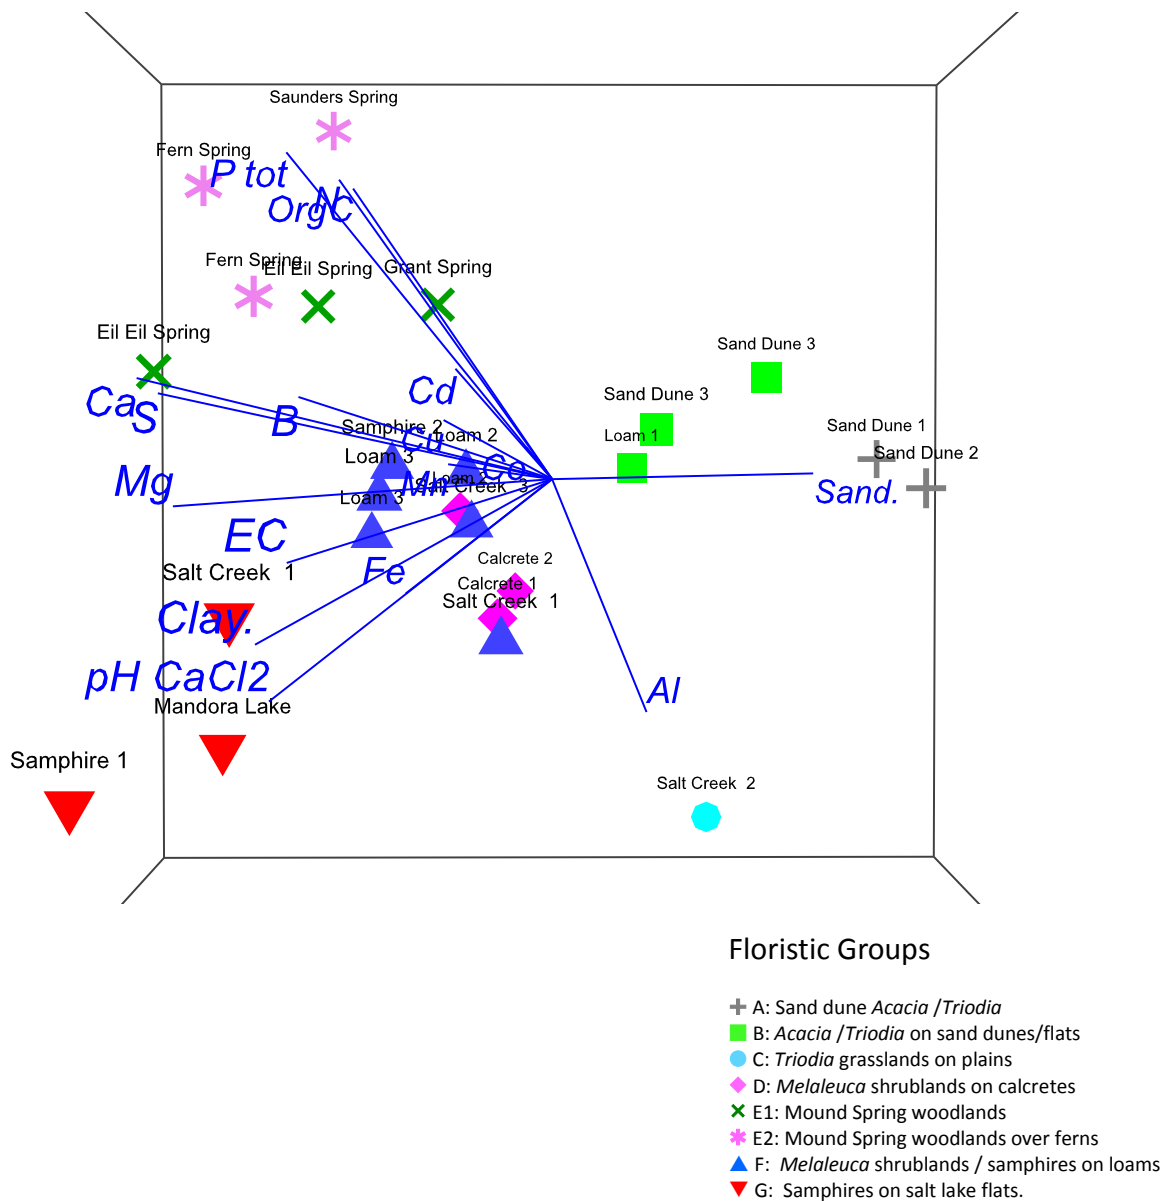 Saunders Spring
Fern Spring
P tot
N
OrgC
Fern Spring
Eil Eil Spring
Grant Spring
Eil Eil Spring
Sand Dune 3
Cd
Ca
S
B
Sand Dune 3
Samphire 2
Cu
Loam 2
Loam 1
Sand Dune 1
Loam 3
Co
Sand Dune 2
Mg
Mn
Loam 2
Salt Creek 3
Sand.
Loam 3
EC
Fe
Salt Creek 1
Calcrete 2
Calcrete 1
Salt Creek 1
Clay.
pH CaCl2
Al
Mandora Lake
Samphire 1
Salt Creek 2
Floristic Groups
A: Sand dune Acacia /Triodia
B: Acacia /Triodia on sand dunes/flats
C: Triodia grasslands on plains
D: Melaleuca shrublands on calcretes
E1: Mound Spring woodlands
E2: Mound Spring woodlands over ferns
F: Melaleuca shrublands / samphires on loams
G: Samphires on salt lake flats.